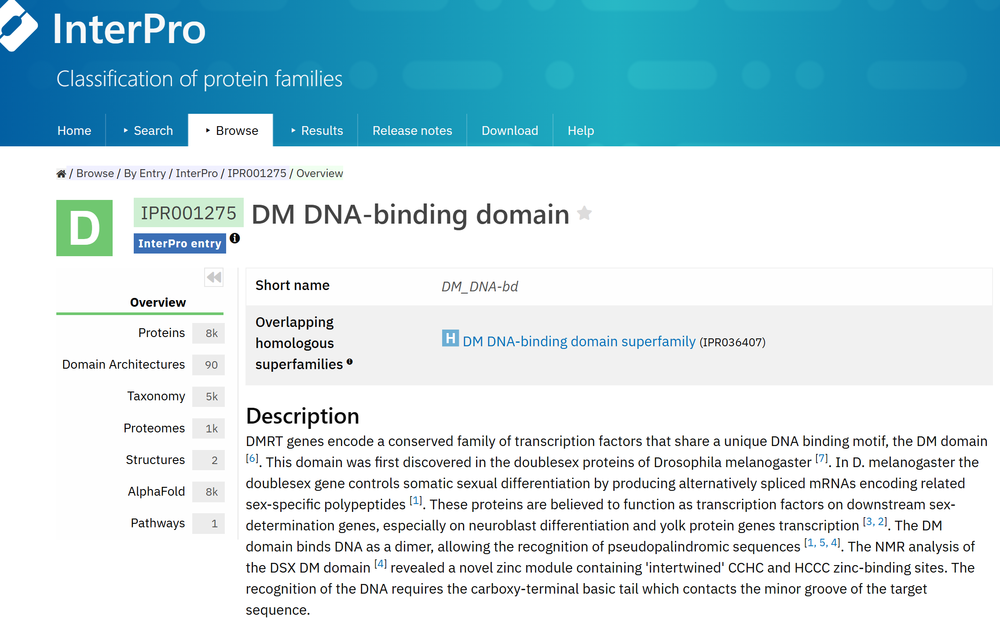 InterPro
Classification of protein families
Home
Search
Browse
Results
Release notes
Download
Help
/ Browse / By Entry / InterPro / IPR001275 / Overview
D
IPR001275
DM DNA-binding domain
InterPro entry
Overview
Proteins 8k
Domain Architectures 90
Taxonomy 5k
Proteomes 1k
Structures 2
AlphaFold 8k
Pathways 1
Short name
DM_DNA-bd
Overlapping
homologous
superfamilies
H DM DNA-binding domain superfamily (IPR036407)
Description
DMRT genes encode a conserved family of transcription factors that share a unique DNA binding motif, the DM domain
[6]. This domain was first discovered in the doublesex proteins of Drosophila melanogaster [7]. In D. melanogaster the
doublesex gene controls somatic sexual differentiation by producing alternatively spliced mRNAs encoding related
sex-specific polypeptides [1]. These proteins are believed to function as transcription factors on downstream sex-
determination genes, especially on neuroblast differentiation and yolk protein genes transcription [3, 2]. The DM
domain binds DNA as a dimer, allowing the recognition of pseudopalindromic sequences [1, 5, 4]. The NMR analysis of
the DSX DM domain [4] revealed a novel zinc module containing 'intertwined' CCHC and HCCC zinc-binding sites. The
recognition of the DNA requires the carboxy-terminal basic tail which contacts the minor groove of the target
sequence.